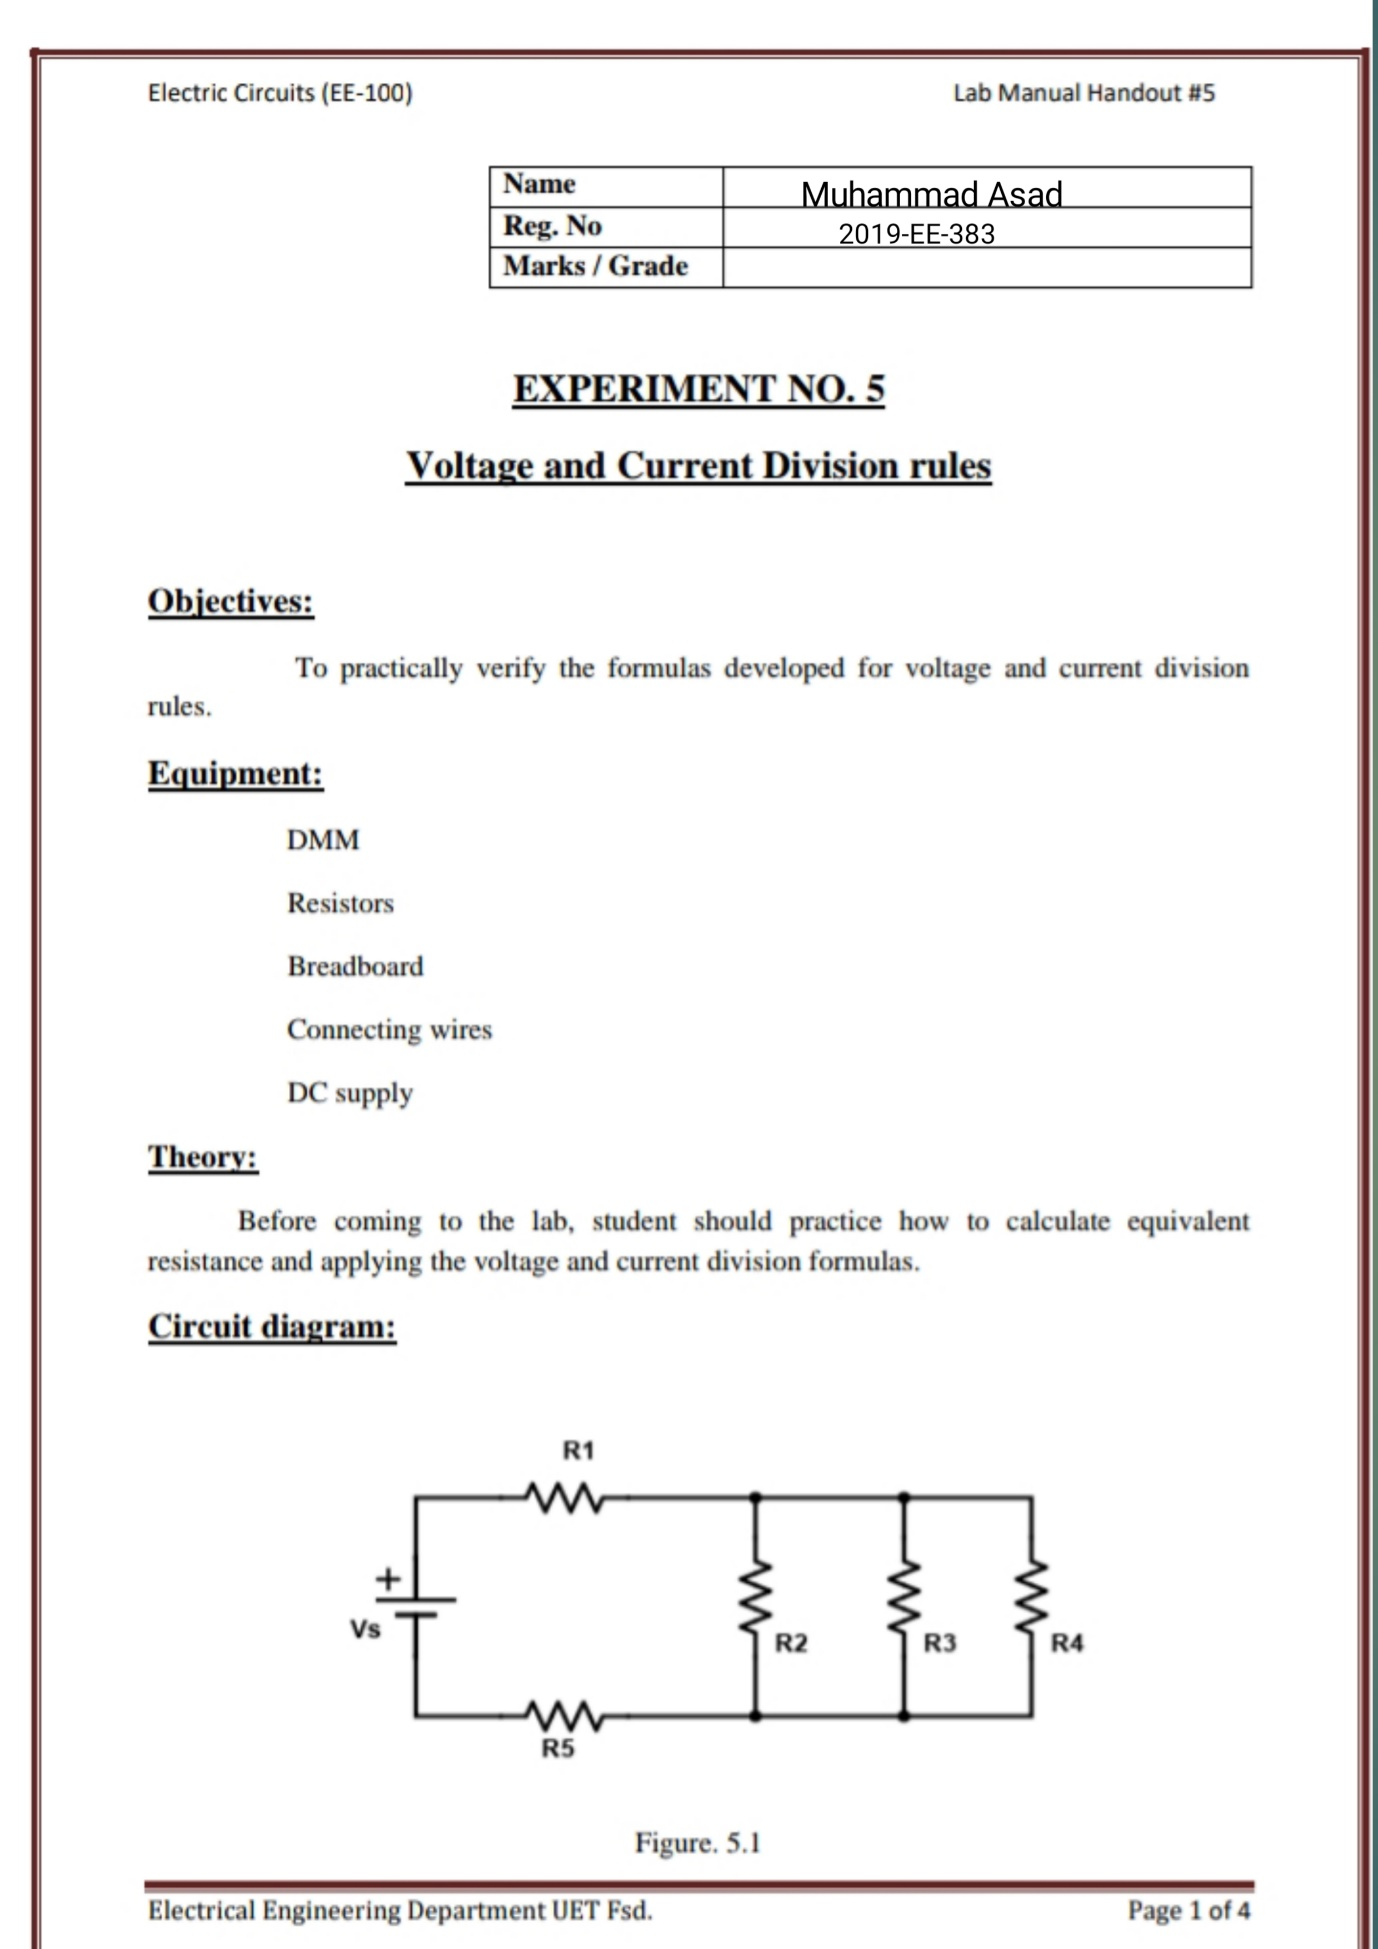 Electric Circuits (EE-100) Lab Manual Handout #5
Name Muhammad Asad
Reg. No 2019-EE-383
Marks / Grade
EXPERIMENT NO. 5
Voltage and Current Division rules
Objectives:
To practically verify the formulas developed for voltage and current division
rules.
Equipment:
DMM
Resistors
Breadboard
Connecting wires
DC supply
Theory:
Before coming to the lab, student should practice how to calculate equivalent
resistance and applying the voltage and current division formulas.
Circuit diagram:
R1
+
Vs
R2 R3 R4
R5
Figure. 5.1
Electrical Engineering Department UET Fsd. Page 1 of 4